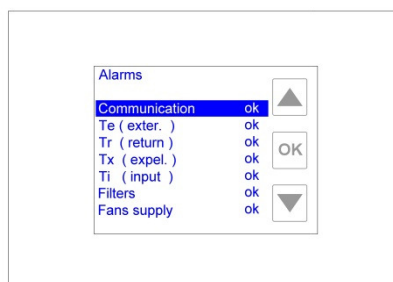 Alarms
Communication ok
Te ( exter. ) ok
Tr ( return ) ok
Tx ( expel. ) ok
Ti ( input ) ok
Filters ok
Fans supply ok
OK